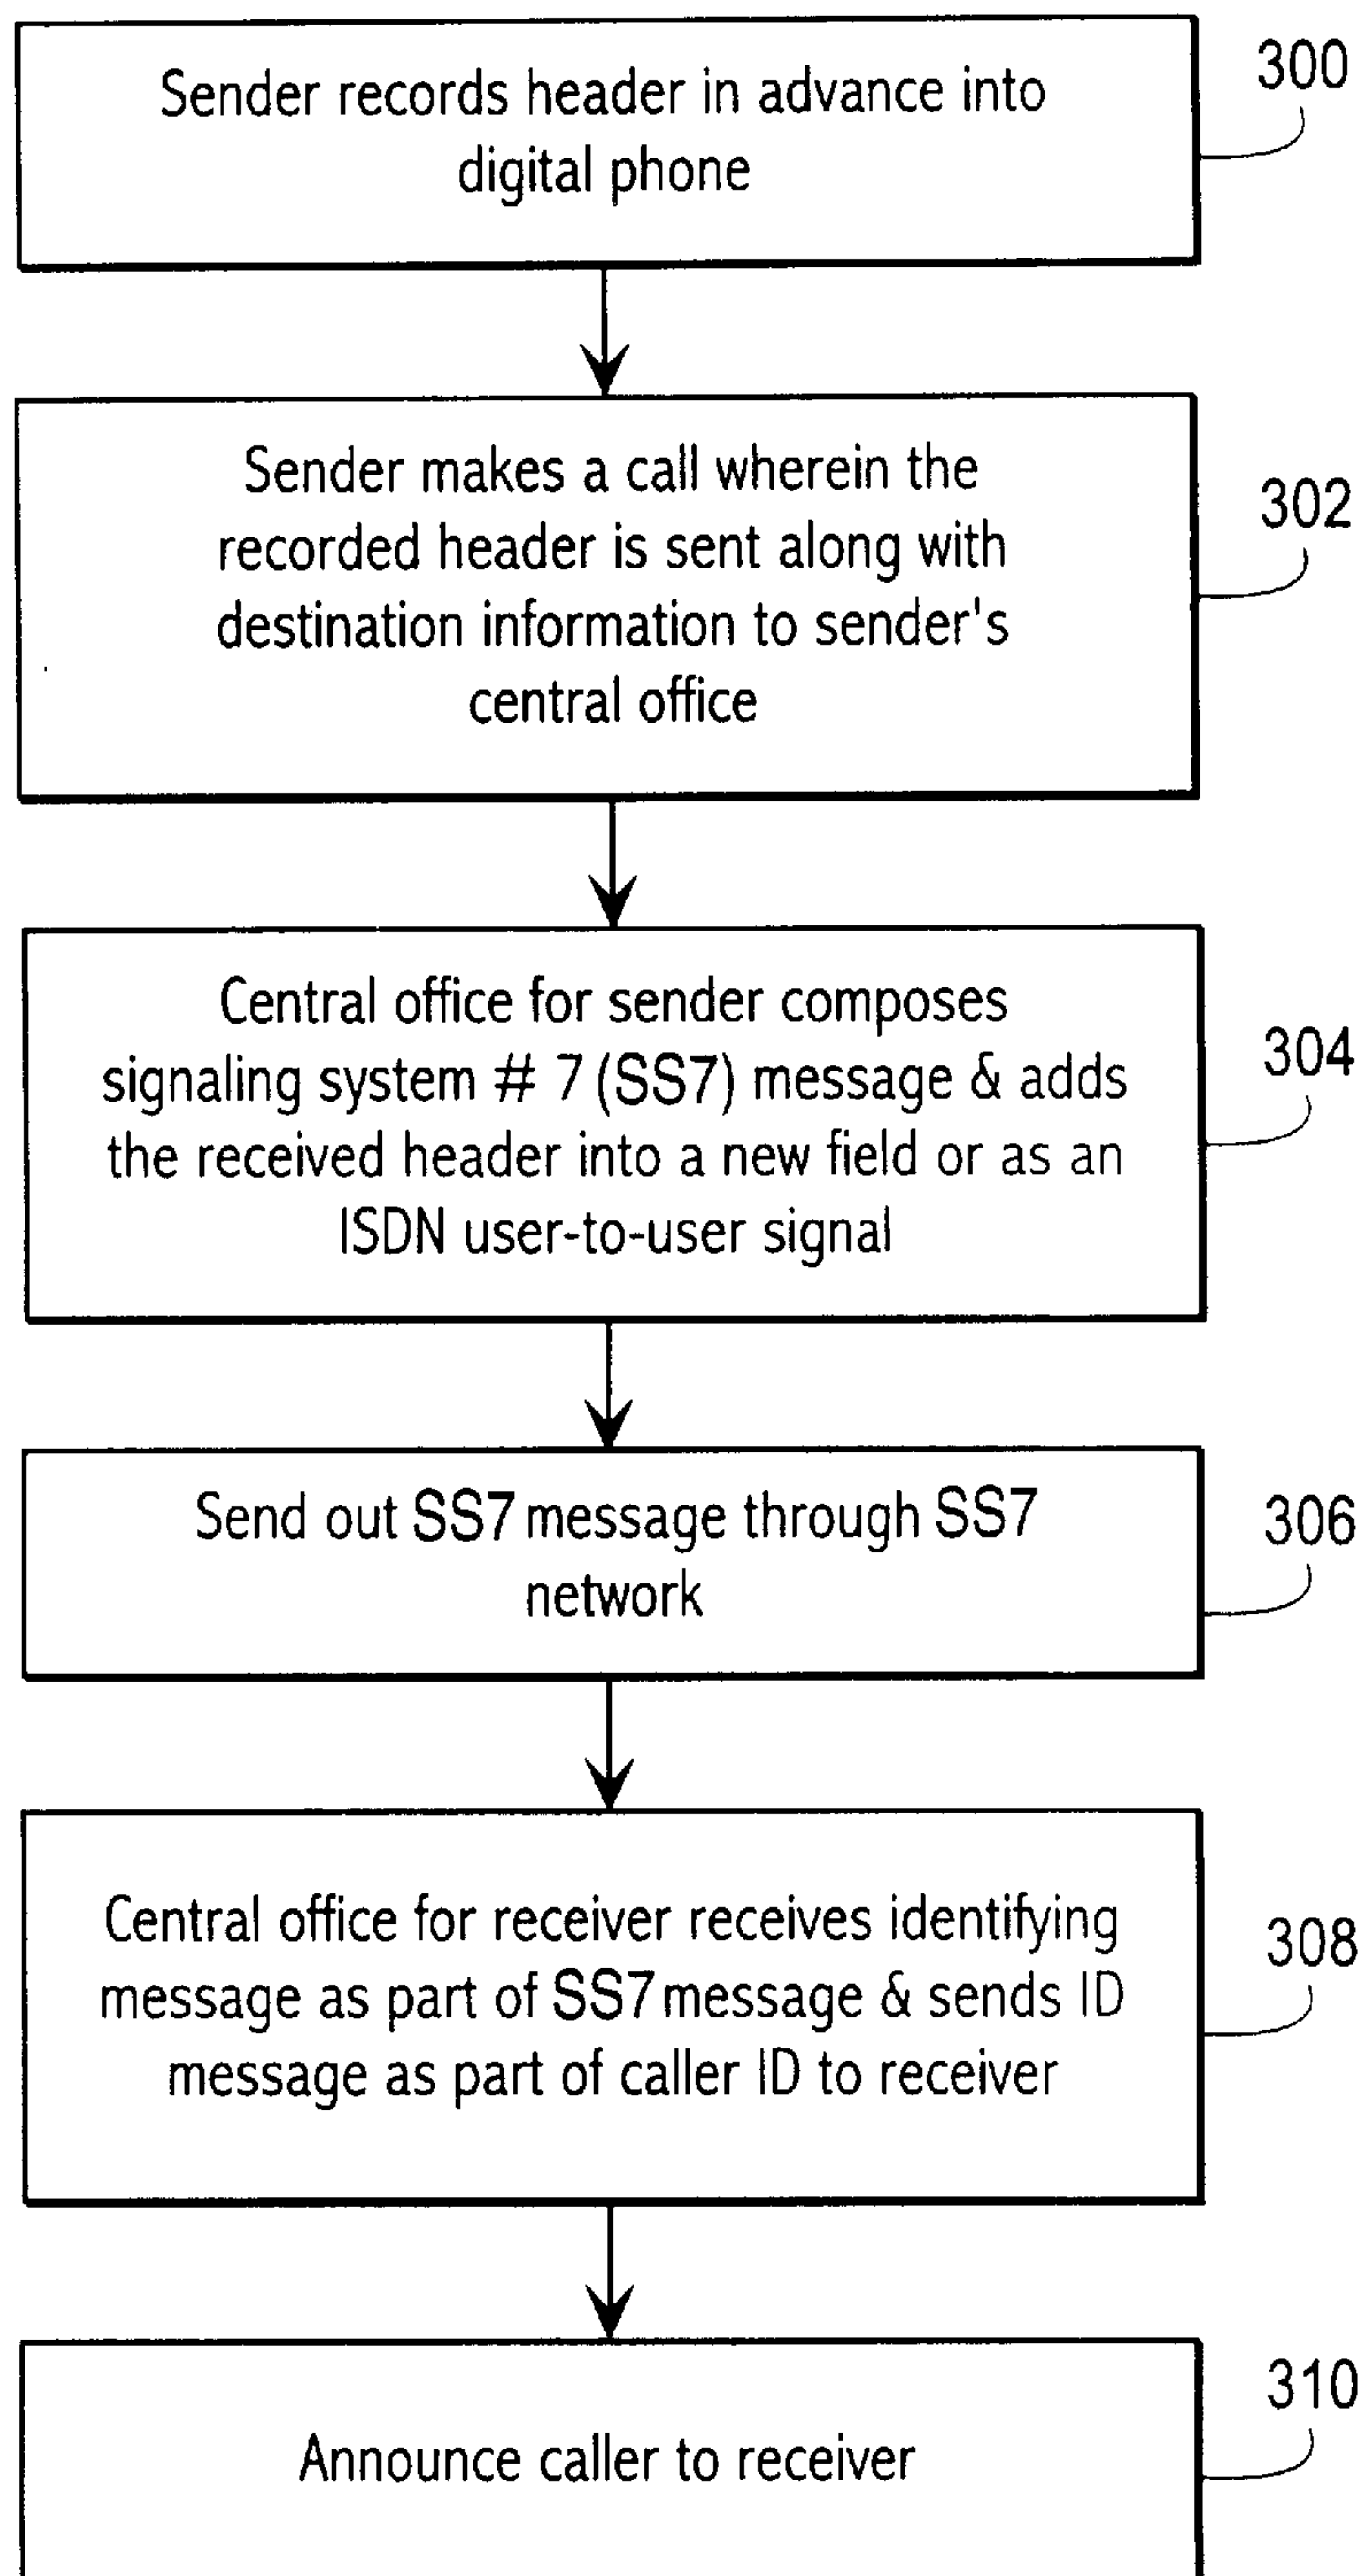 Sender records header in advance into
digital phone
300
Sender makes a call wherein the
recorded header is sent along with
destination information to sender's
central office
302
Central office for sender composes
signaling system # 7 (SS7) message & adds
the received header into a new field or as an
ISDN user-to-user signal
304
Send out SS7 message through SS7
network
306
Central office for receiver receives identifying
message as part of SS7 message & sends ID
message as part of caller ID to receiver
308
Announce caller to receiver
310